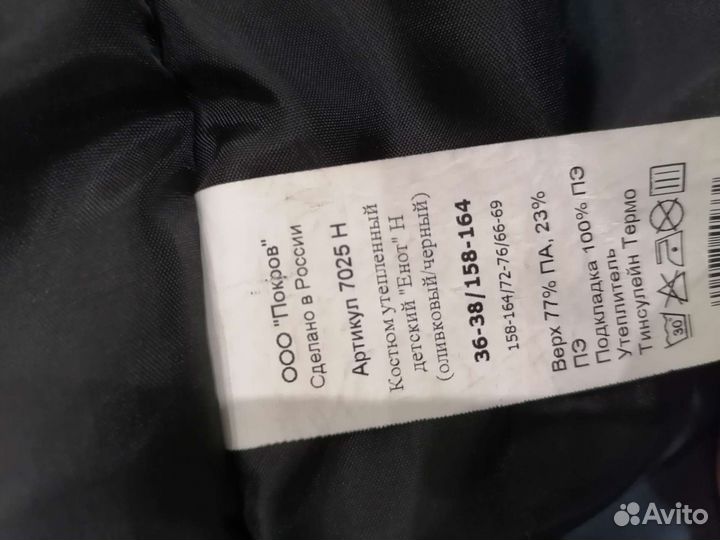 ООО "Покров"
Сделано в России
Артикул 7025 Н
Костюм утепленный
детский "Енот" Н
(оливковый/черный)
36-38/158-164
158-164/72-76/66-69
Верх 77% ПА, 23%
ПЭ
Подкладка 100% ПЭ
Утеплитель
Тинсулейн Термо
30
Avito